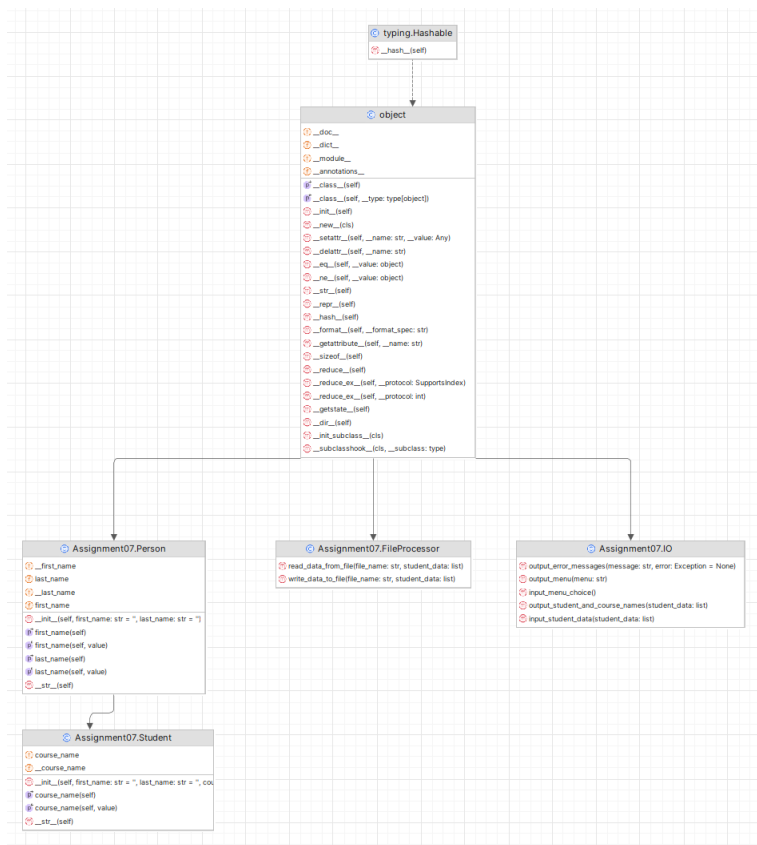 typing.Hashable
__hash__(self)
object
__doc__
__dict__
__module__
__annotations__
__class__(self)
__class__(self, __type: type[object])
__init__(self)
__new__(cls)
__setattr__(self, __name: str, __value: Any)
__delattr__(self, __name: str)
__eq__(self, __value: object)
__ne__(self, __value: object)
__str__(self)
__repr__(self)
__hash__(self)
__format__(self, __format_spec: str)
__getattribute__(self, __name: str)
__sizeof__(self)
__reduce__(self)
__reduce_ex__(self, __protocol: SupportsIndex)
__reduce_ex__(self, __protocol: int)
__getstate__(self)
__dir__(self)
__init_subclass__(cls)
__subclasshook__(cls, __subclass: type)
Assignment07.Person
__first_name
last_name
__last_name
first_name
__init__(self, first_name: str = '', last_name: str = '')
first_name(self)
first_name(self, value)
last_name(self)
last_name(self, value)
__str__(self)
Assignment07.FileProcessor
read_data_from_file(file_name: str, student_data: list)
write_data_to_file(file_name: str, student_data: list)
Assignment07.IO
output_error_messages(message: str, error: Exception = None)
output_menu(menu: str)
input_menu_choice()
output_student_and_course_names(student_data: list)
input_student_data(student_data: list)
Assignment07.Student
course_name
__course_name
__init__(self, first_name: str = '', last_name: str = '', cou
course_name(self)
course_name(self, value)
__str__(self)